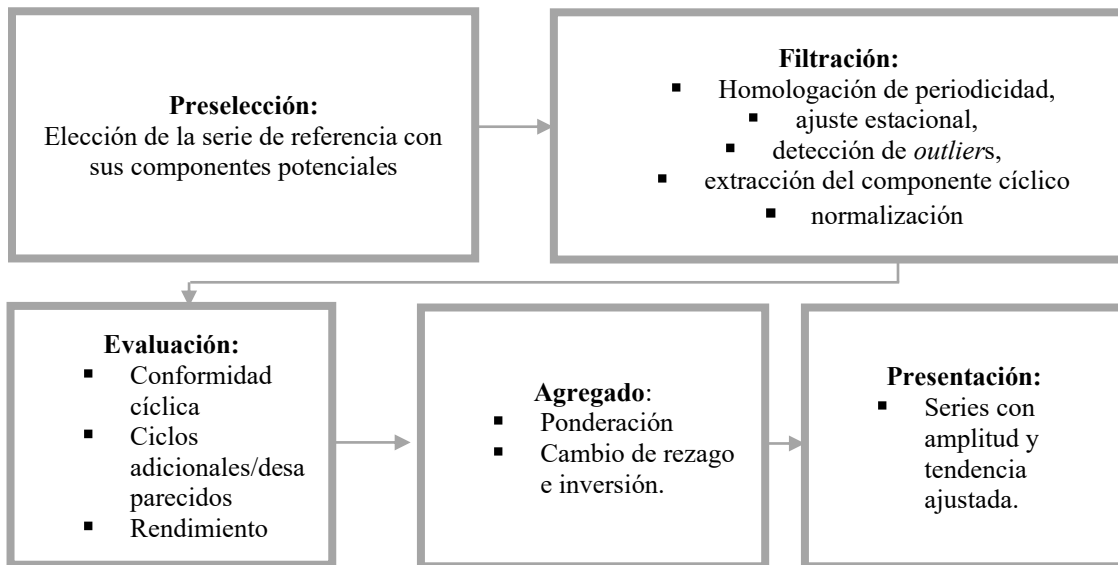 Preselección:
Elección de la serie de referencia con
sus componentes potenciales
Filtración:
▪ Homologación de periodicidad,
▪ ajuste estacional,
▪ detección de outliers,
▪ extracción del componente cíclico
▪ normalización
Evaluación:
▪ Conformidad
cíclica
▪ Ciclos
adicionales/desa
parecidos
▪ Rendimiento
Agregado:
▪ Ponderación
▪ Cambio de rezago
e inversión.
Presentación:
▪ Series con
amplitud y
tendencia
ajustada.